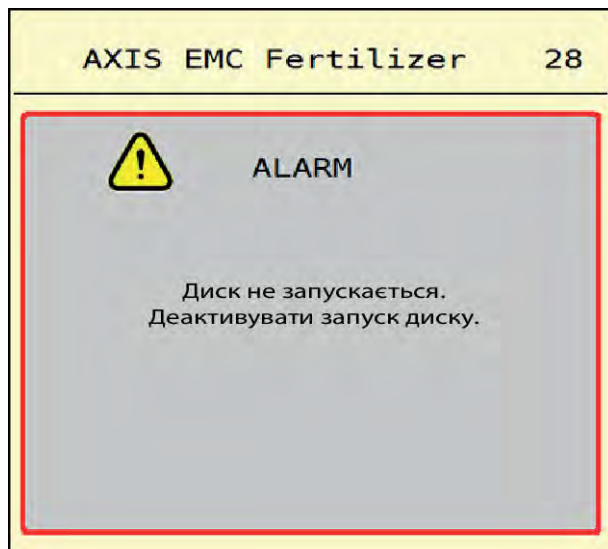 AXIS EMC Fertilizer 28
ALARM
Диск не запускається.
Деактивувати запуск диску.